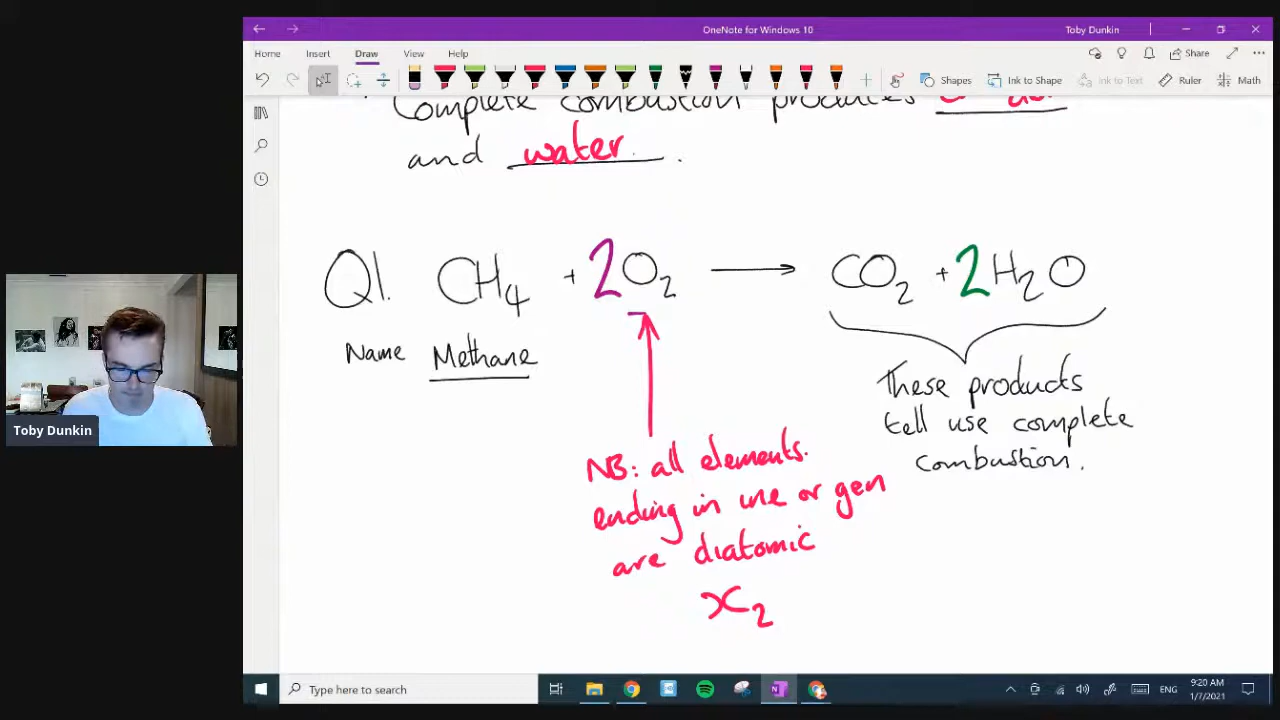 OneNote for Windows 10
Toby Dunkin
Home Insert Draw View Help
Share
Shapes Ink to Shape Ink to Text Ruler Math
Complete combustion produces
and water.
Q1. CH4 + 2O2 → CO2 + 2H2O
Name Methane
These products
tell use complete
combustion.
NB: all elements.
ending in ine or gen
are diatomic
x2
Toby Dunkin
Type here to search
ENG
9:20 AM
1/7/2021